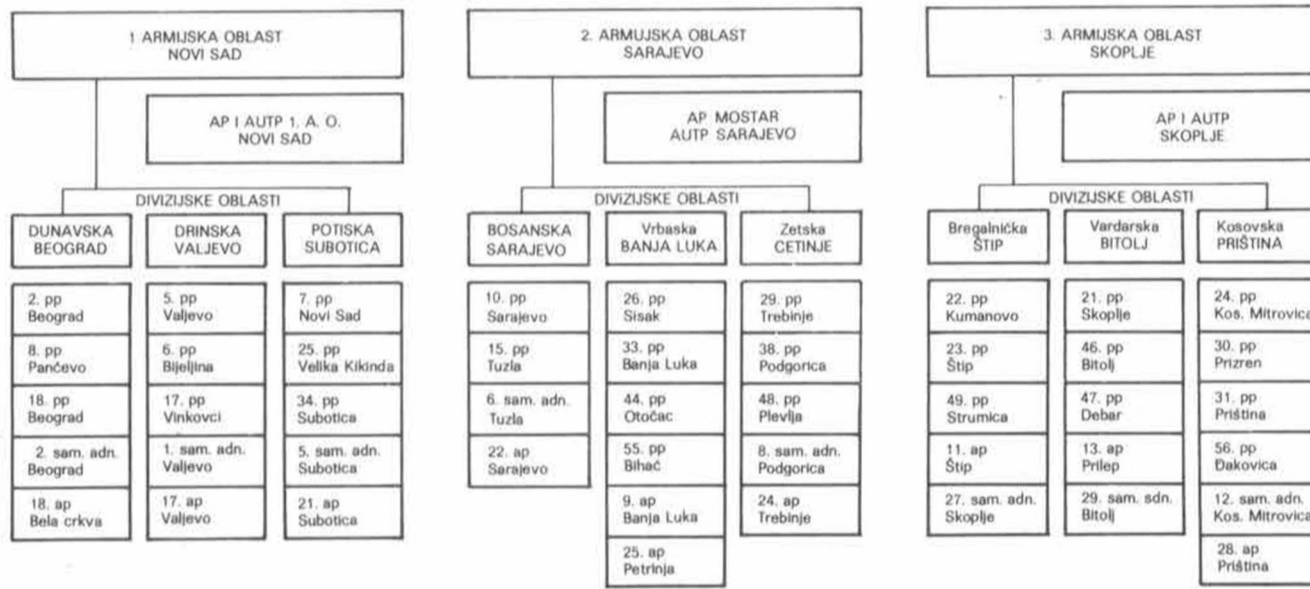 1 ARMIJSKA OBLAST
NOVI SAD
AP I AUTP 1. A. O.
NOVI SAD
DIVIZIJSKE OBLASTI
DUNAVSKA
BEOGRAD
2. pp
Beograd
8. pp
Pančevo
18. pp
Beograd
2. sam. adn.
Beograd
18. ap
Bela crkva
DRINSKA
VALJEVO
5. pp
Valjevo
6. pp
Bijeljina
17. pp
Vinkovci
1. sam. adn.
Valjevo
17. ap
Valjevo
POTISKA
SUBOTICA
7. pp
Novi Sad
25. pp
Velika Kikinda
34. pp
Subotica
5. sam. adn.
Subotica
21. ap
Subotica
2. ARMUJSKA OBLAST
SARAJEVO
AP MOSTAR
AUTP SARAJEVO
DIVIZIJSKE OBLASTI
BOSANSKA
SARAJEVO
10. pp
Sarajevo
15. pp
Tuzla
6. sam. adn.
Tuzla
22. ap
Sarajevo
Vrbaska
BANJA LUKA
26. pp
Sisak
33. pp
Banja Luka
44. pp
Otočac
55. pp
Bihać
9. ap
Banja Luka
25. ap
Petrinja
Zetska
CETINJE
29. pp
Trebinje
38. pp
Podgorica
48. pp
Plevlja
8. sam. adn.
Podgorica
24. ap
Trebinje
3. ARMIJSKA OBLAST
SKOPLJE
AP I AUTP
SKOPLJE
DIVIZIJSKE OBLASTI
Bregalnička
ŠTIP
22. pp
Kumanovo
23. pp
Štip
49. pp
Strumica
11. ap
Štip
27. sam. adn.
Skoplje
Vardarska
BITOLJ
21. pp
Skoplje
46. pp
Bitolj
47. pp
Debar
13. ap
Prilep
29. sam. sdn.
Bitolj
Kosovska
PRIŠTINA
24. pp
Kos. Mitrovica
30. pp
Prizren
31. pp
Priština
56. pp
Đakovica
12. sam. adn.
Kos. Mitrovica
28. ap
Priština